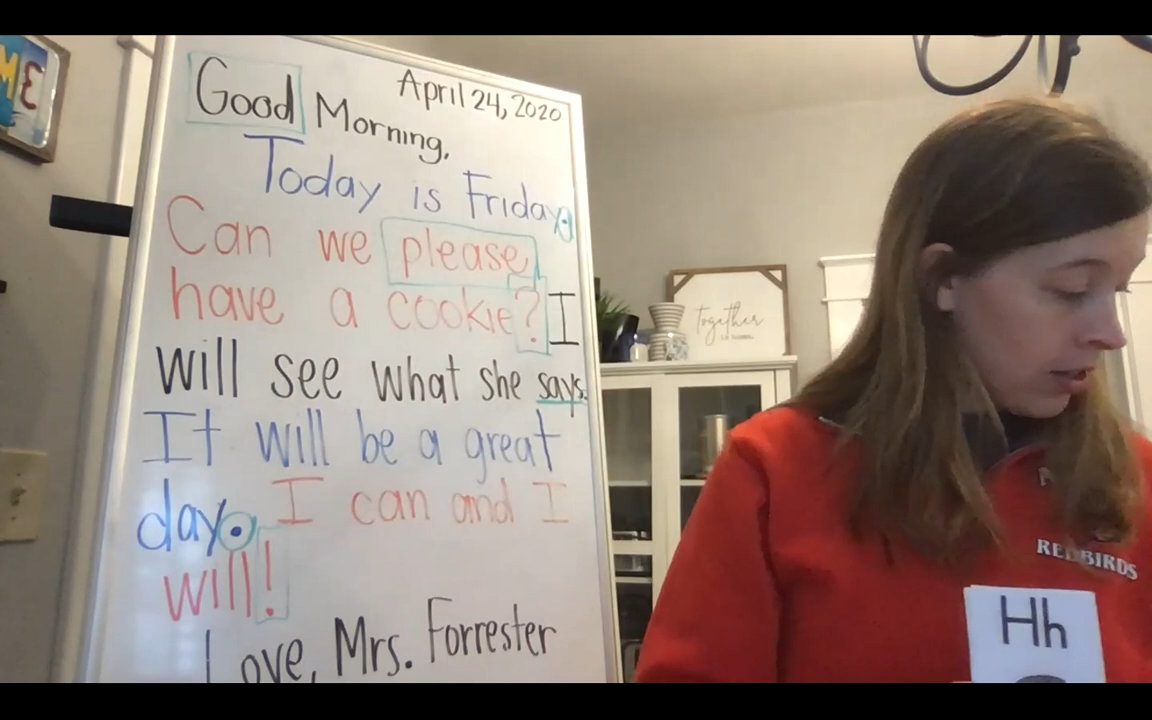 April 24, 2020
Good Morning,
Today is Friday.
Can we please
have a cookie? I
will see what she says.
It will be a great
day. I can and I
will!
Love, Mrs. Forrester
ME
together
REDBIRDS
Hh